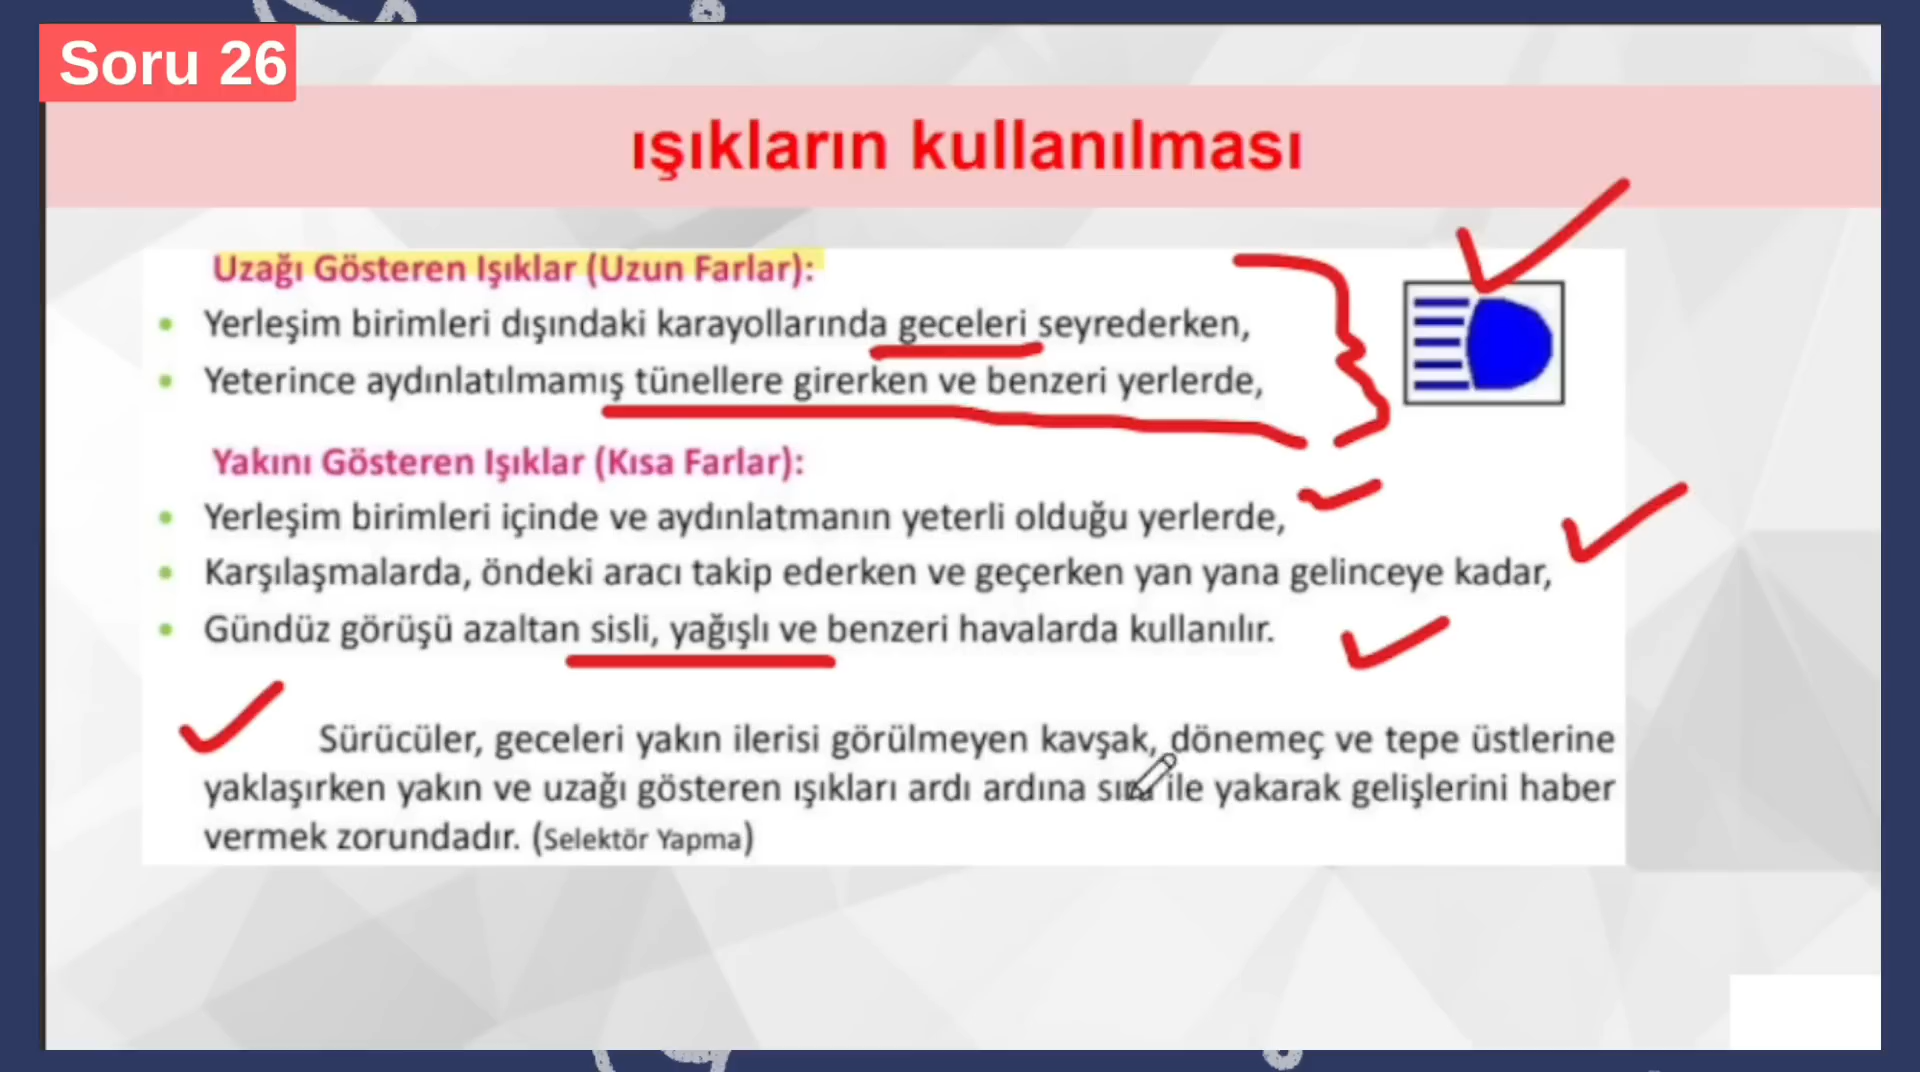 Soru 26
ışıkların kullanılması
Uzağı Gösteren Işıklar (Uzun Farlar):
• Yerleşim birimleri dışındaki karayollarında geceleri seyrederken,
• Yeterince aydınlatılmamış tünellere girerken ve benzeri yerlerde,
Yakını Gösteren Işıklar (Kısa Farlar):
• Yerleşim birimleri içinde ve aydınlatmanın yeterli olduğu yerlerde,
• Karşılaşmalarda, öndeki aracı takip ederken ve geçerken yan yana gelinceye kadar,
• Gündüz görüşü azaltan sisli, yağışlı ve benzeri havalarda kullanılır.
Sürücüler, geceleri yakın ilerisi görülmeyen kavşak, dönemeç ve tepe üstlerine
yaklaşırken yakın ve uzağı gösteren ışıkları ardı ardına ile yakarak gelişlerini haber
vermek zorundadır. (Selektör Yapma)